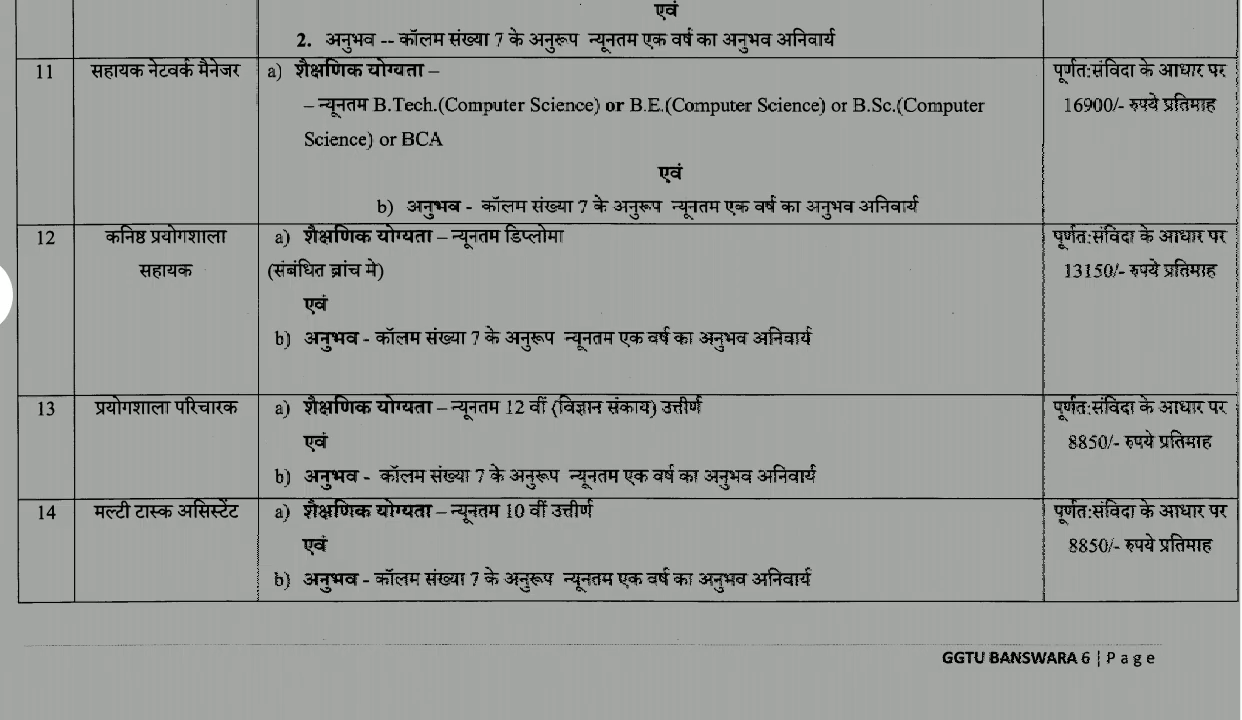 एवं
2. अनुभव -- कॉलम संख्या 7 के अनुरूप न्यूनतम एक वर्ष का अनुभव अनिवार्य
11 सहायक नेटवर्क मैनेजर a) शैक्षणिक योग्यता – पूर्णत:संविदा के आधार पर
– न्यूनतम B.Tech.(Computer Science) or B.E.(Computer Science) or B.Sc.(Computer 16900/- रुपये प्रतिमाह
Science) or BCA
एवं
b) अनुभव - कॉलम संख्या 7 के अनुरूप न्यूनतम एक वर्ष का अनुभव अनिवार्य
12 कनिष्ठ प्रयोगशाला a) शैक्षणिक योग्यता – न्यूनतम डिप्लोमा पूर्णत:संविदा के आधार पर
सहायक (संबंधित ब्रांच मे) 13150/- रुपये प्रतिमाह
एवं
b) अनुभव - कॉलम संख्या 7 के अनुरूप न्यूनतम एक वर्ष का अनुभव अनिवार्य
13 प्रयोगशाला परिचारक a) शैक्षणिक योग्यता – न्यूनतम 12 वीं (विज्ञान संकाय) उत्तीर्ण पूर्णत:संविदा के आधार पर
एवं 8850/- रुपये प्रतिमाह
b) अनुभव - कॉलम संख्या 7 के अनुरूप न्यूनतम एक वर्ष का अनुभव अनिवार्य
14 मल्टी टास्क असिस्टेंट a) शैक्षणिक योग्यता – न्यूनतम 10 वीं उत्तीर्ण पूर्णत:संविदा के आधार पर
एवं 8850/- रुपये प्रतिमाह
b) अनुभव - कॉलम संख्या 7 के अनुरूप न्यूनतम एक वर्ष का अनुभव अनिवार्य
GGTU BANSWARA 6 | P a g e